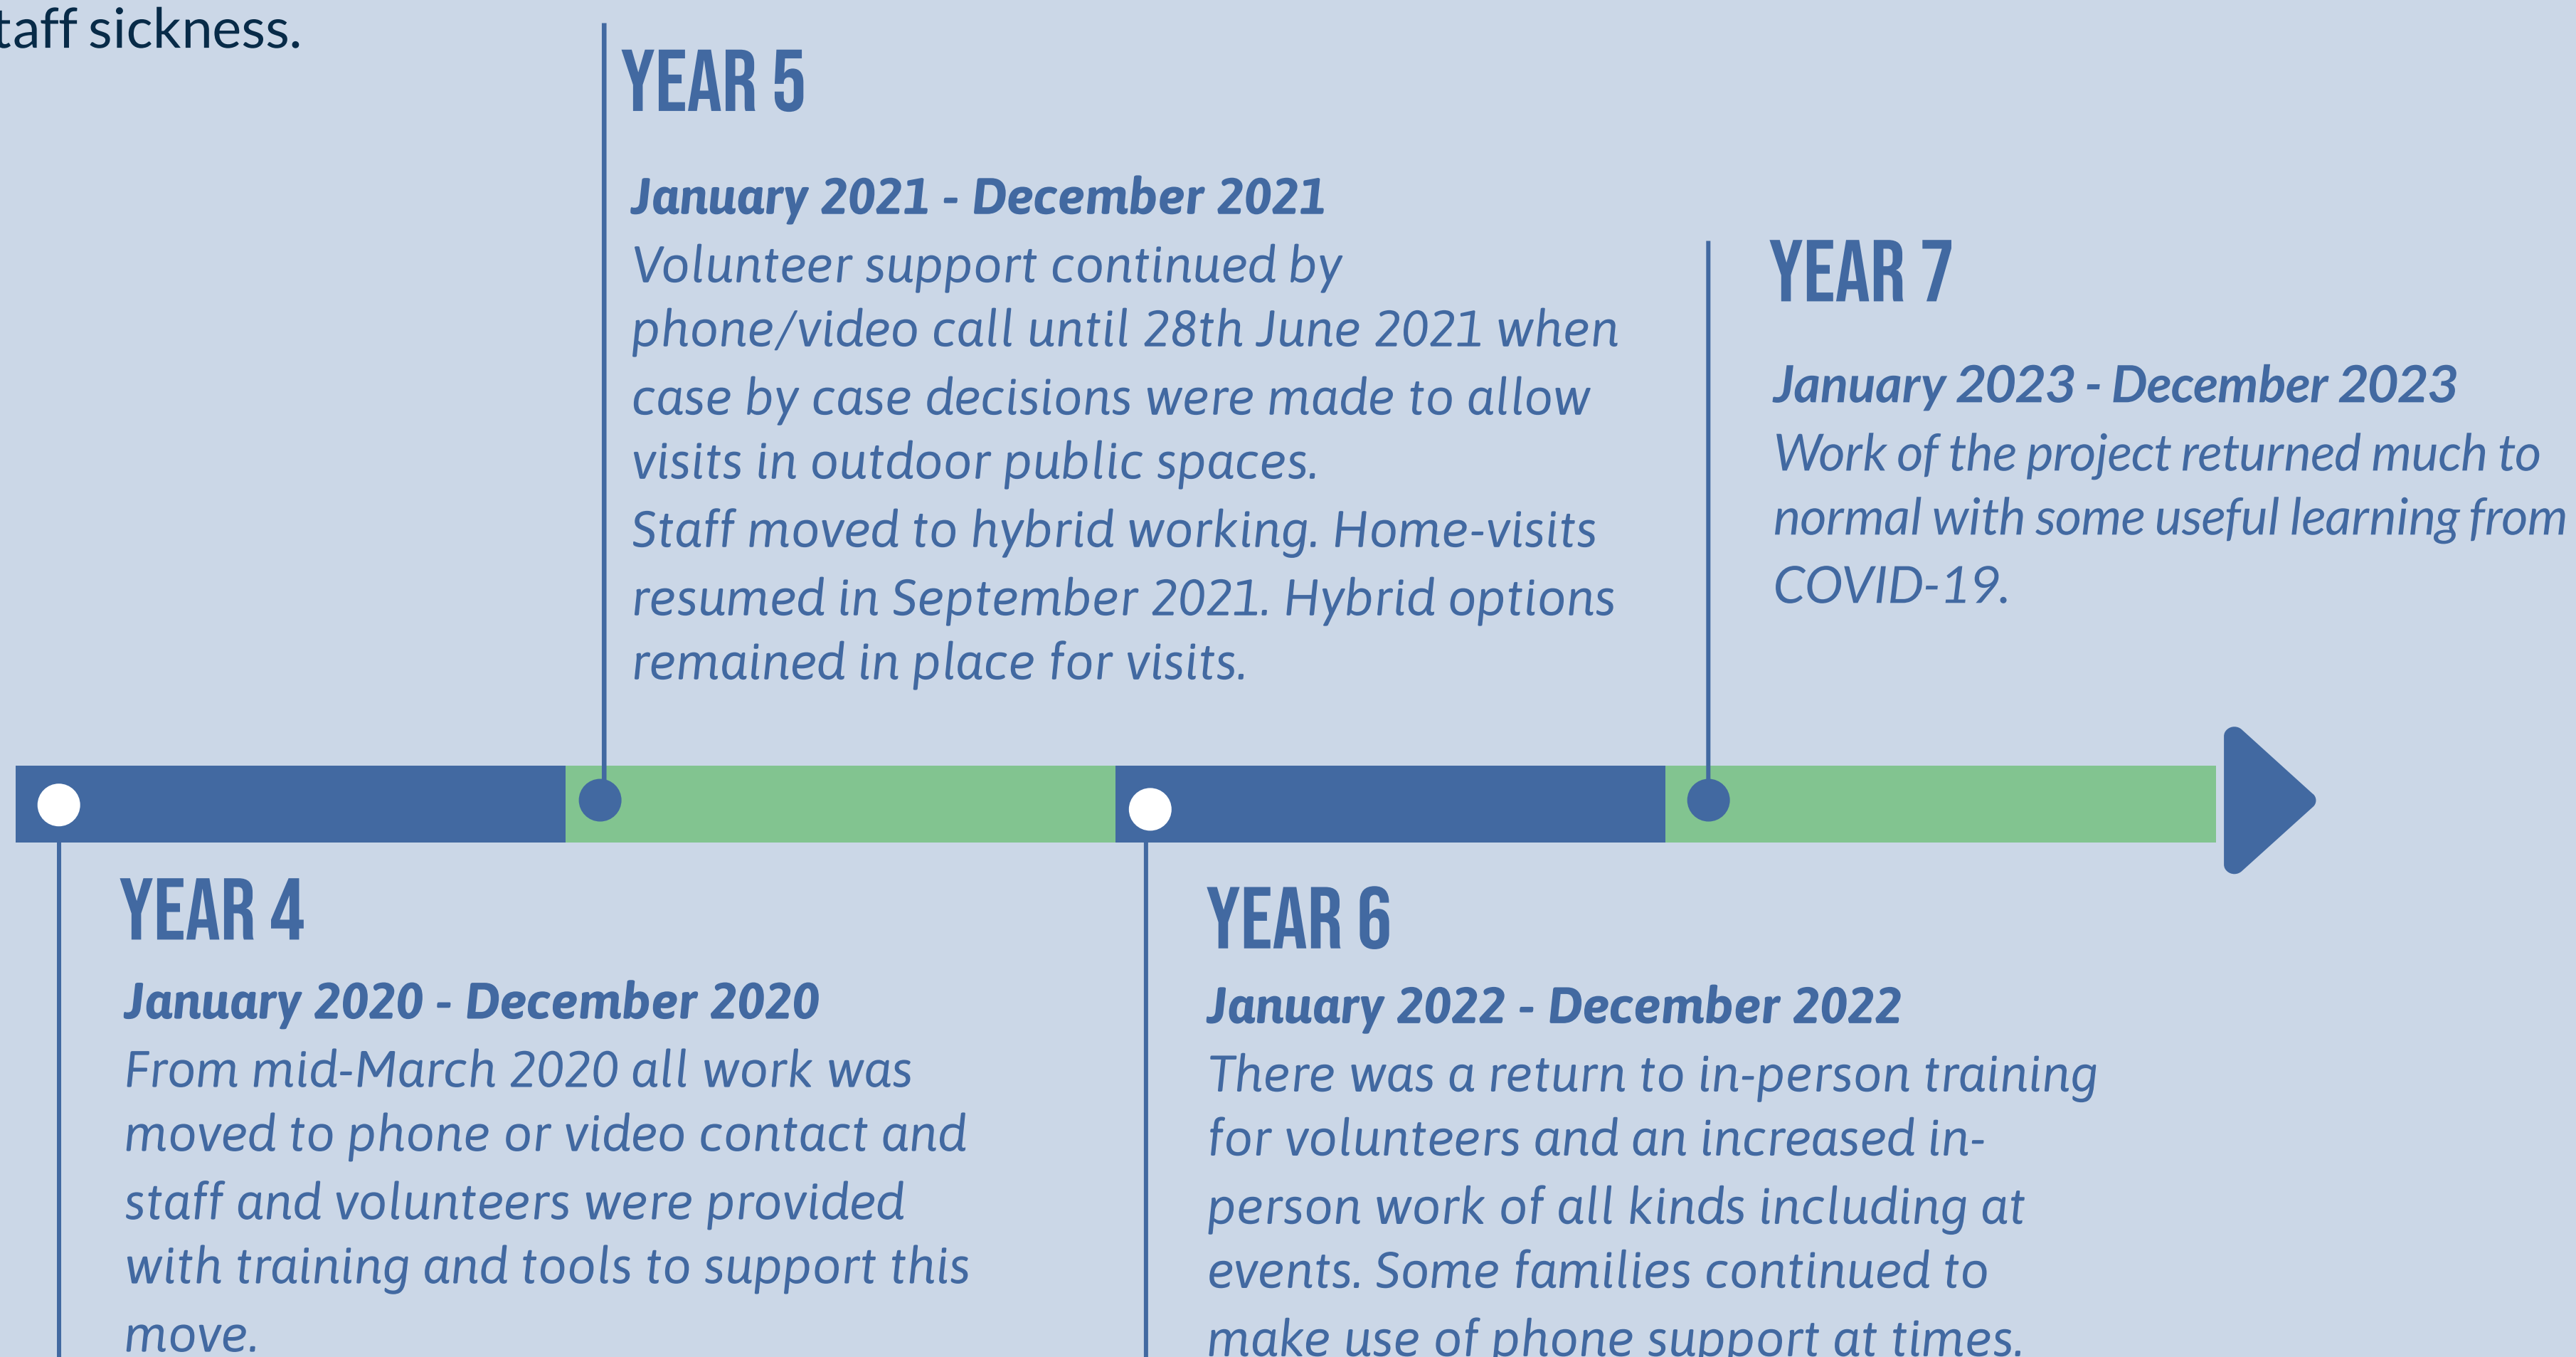 sickness.
YEAR 5
January 2021 - December 2021
Volunteer support continued by
phone/video call until 28th June 2021 when
case by case decisions were made to allow
visits in outdoor public spaces.
Staff moved to hybrid working. Home-visits
resumed in September 2021. Hybrid options
remained in place for visits.
YEAR 7
January 2023 - December 2023
Work of the project returned much to
normal with some useful learning from
COVID-19.
YEAR 4
January 2020 - December 2020
From mid-March 2020 all work was
moved to phone or video contact and
staff and volunteers were provided
with training and tools to support this
move.
YEAR 6
January 2022 - December 2022
There was a return to in-person training
for volunteers and an increased in-
person work of all kinds including at
events. Some families continued to
make use of phone support at times.